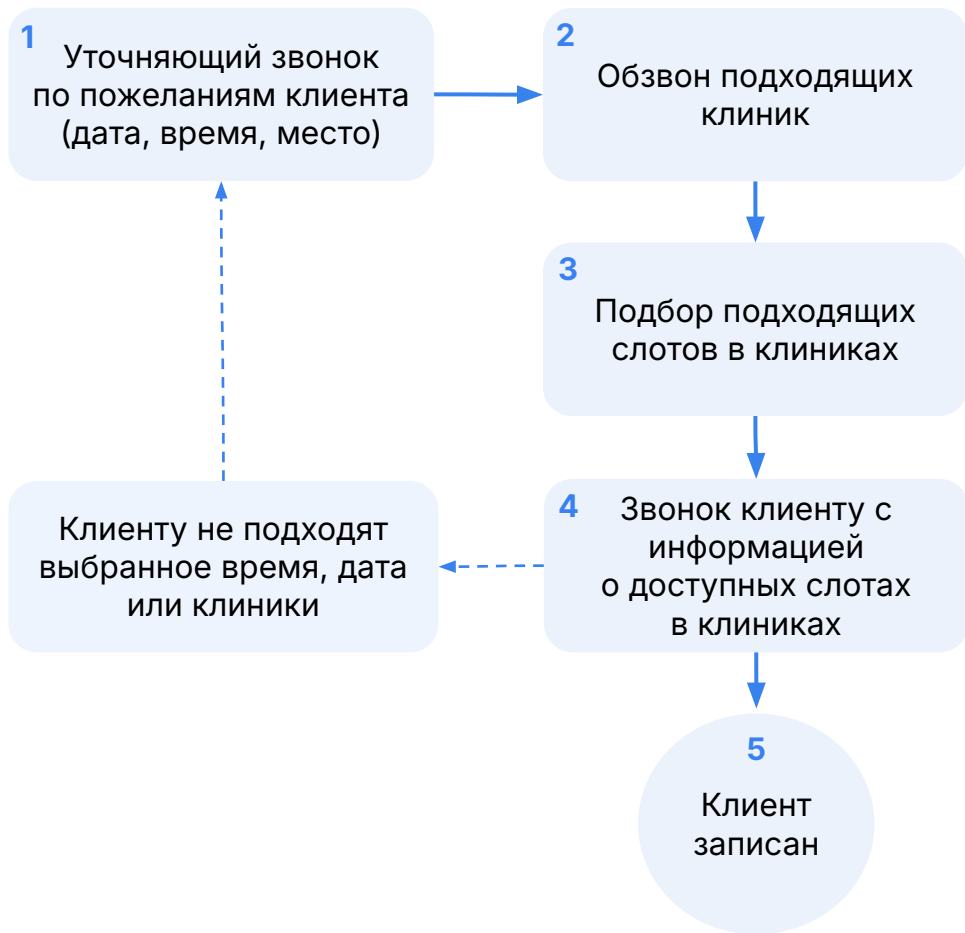 1
Уточняющий звонок
по пожеланиям клиента
(дата, время, место)
2
Обзвон подходящих
клиник
3
Подбор подходящих
слотов в клиниках
4
Звонок клиенту с
информацией
о доступных слотах
в клиниках
Клиенту не подходят
выбранное время, дата
или клиники
5
Клиент
записан